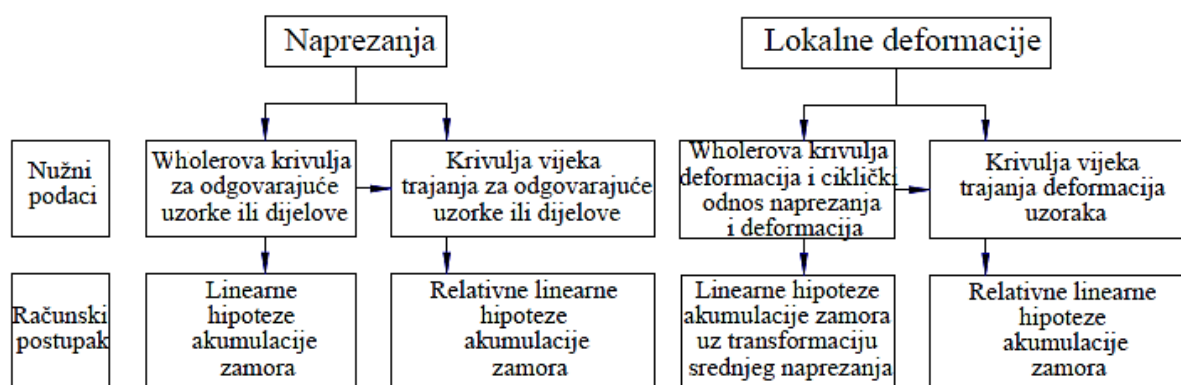 Naprezanja
Lokalne deformacije
Nužni
podaci
Wholerova krivulja
za odgovarajuće
uzorke ili dijelove
Krivulja vijeka
trajanja za odgovarajuće
uzorke ili dijelove
Wholerova krivulja
deformacija i ciklički
odnos naprezanja
i deformacija
Krivulja vijeka
trajanja deformacija
uzoraka
Računski
postupak
Linearne
hipoteze
akumulacije
zamora
Relativne linearne
hipoteze
akumulacije
zamora
Linearne hipoteze
akumulacije zamora
uz transformaciju
srednjeg naprezanja
Relativne linearne
hipoteze
akumulacije
zamora